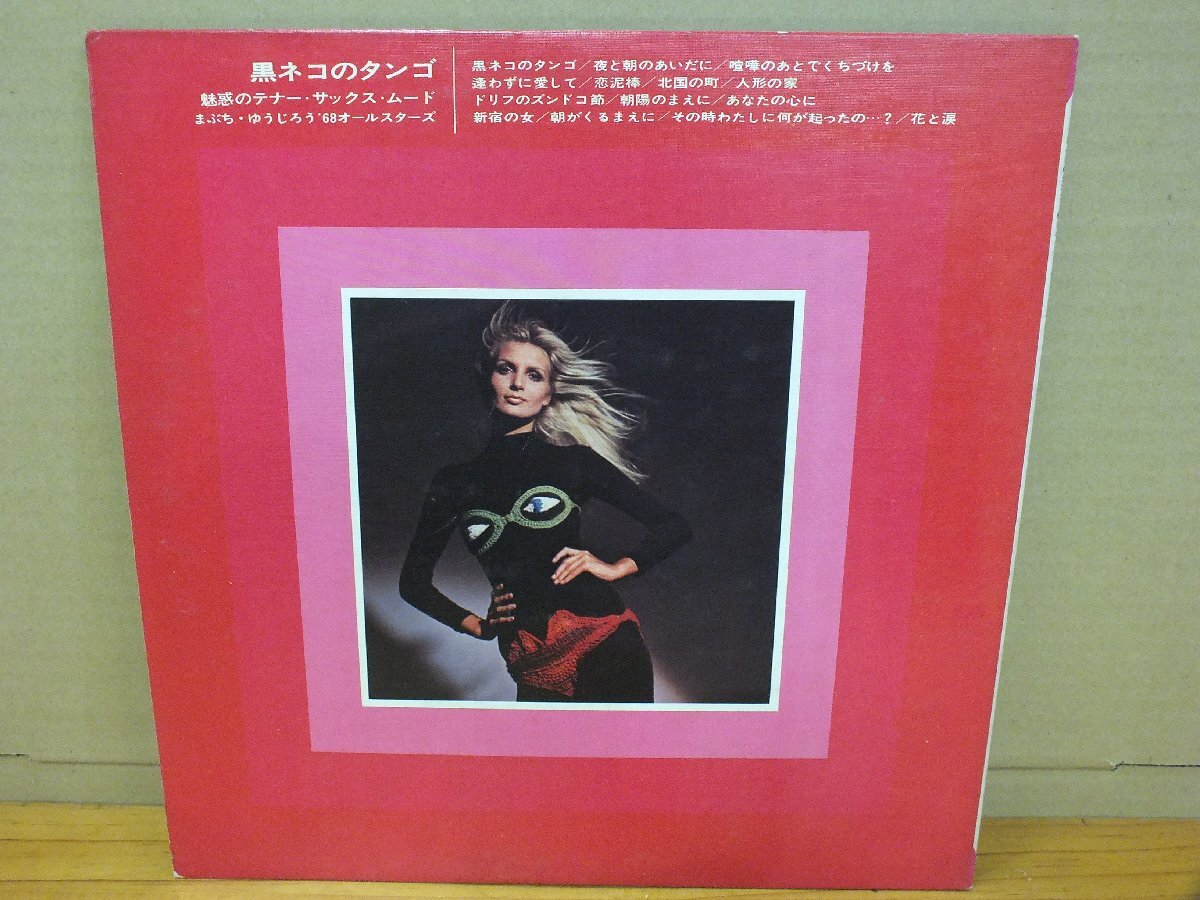 黒ネコのタンゴ
魅惑のテナー・サックス・ムード
まぶち・ゆうじろう'68オールスターズ
黒ネコのタンゴ/夜と朝のあいだに/喧嘩のあとでくちづけを
逢わずに愛して/恋泥棒/北国の町/人形の家
ドリフのズンドコ節/朝陽のまえに/あなたの心に
新宿の女/朝がくるまえに/その時わたしに何が起ったの…?/花と涙